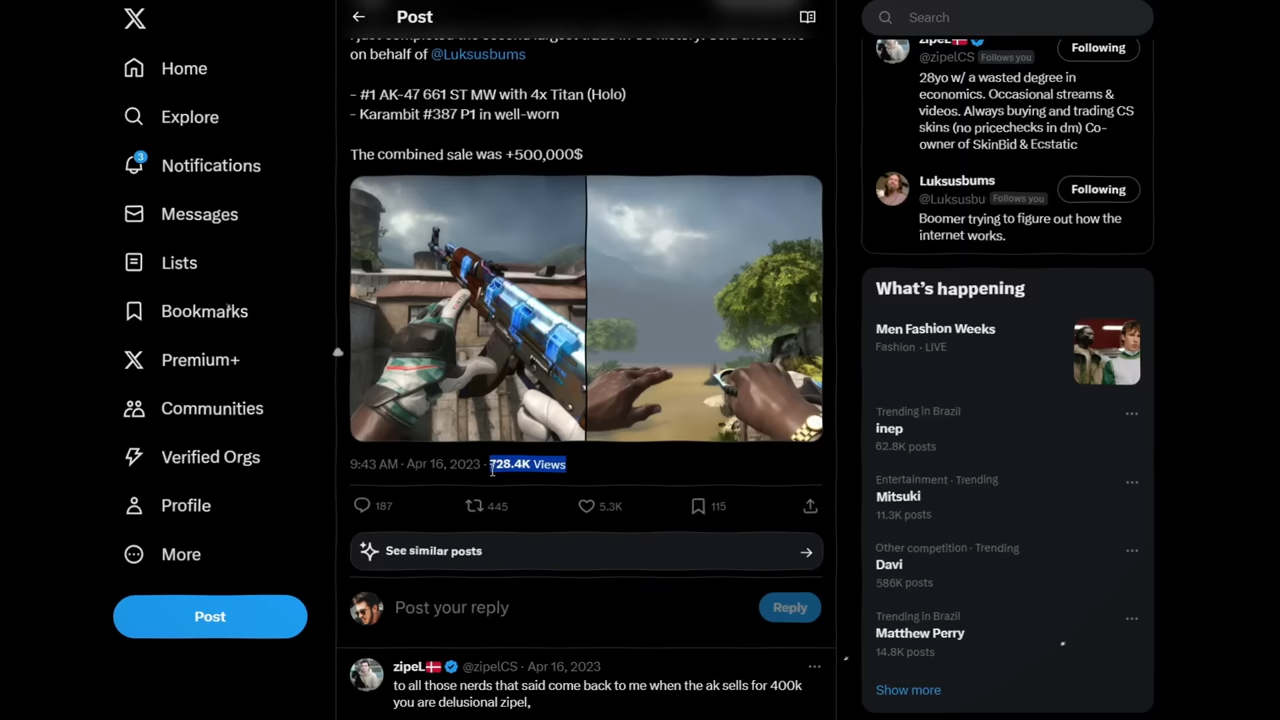 Home
Explore
3
Notifications
Messages
Lists
Bookmarks
Premium+
Communities
Verified Orgs
Profile
More
Post
Post
on behalf of @Luksusbums
- #1 AK-47 661 ST MW with 4x Titan (Holo)
- Karambit #387 P1 in well-worn
The combined sale was +500,000$
9:43 AM · Apr 16, 2023 · 728.4K Views
187
445
5.3K
115
See similar posts
Post your reply
Reply
zipeL @zipelCS · Apr 16, 2023
to all those nerds that said come back to me when the ak sells for 400k
you are delusional zipel,
Search
zipeL
@zipelCS Follows you
Following
28yo w/ a wasted degree in
economics. Occasional streams &
videos. Always buying and trading CS
skins (no pricechecks in dm) Co-
owner of SkinBid & Ecstatic
Luksusbums
@Luksusbu Follows you
Following
Boomer trying to figure out how the
internet works.
What's happening
Men Fashion Weeks
Fashion · LIVE
Trending in Brazil
inep
62.8K posts
Entertainment · Trending
Mitsuki
11.3K posts
Other competition · Trending
Davi
586K posts
Trending in Brazil
Matthew Perry
14.8K posts
Show more